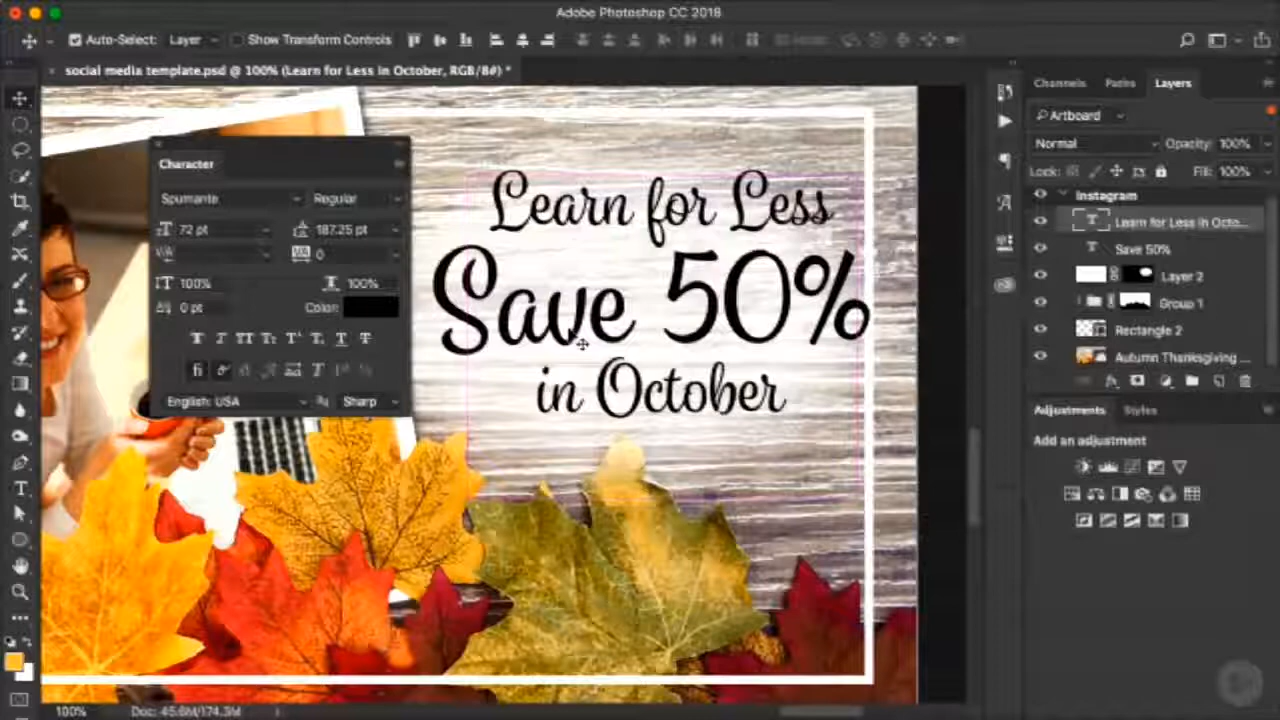 Adobe Photoshop CC 2018
Auto-Select: Layer Show Transform Controls
social media template.psd @ 100% (Learn for Less in October, RGB/8#) *
Channels Paths Layers
Artboard
Normal Opacity: 100%
Lock: Fill: 100%
Instagram
Learn for Less in Octo...
Save 50%
Layer 2
Group 1
Rectangle 2
Autumn Thanksgiving ...
Adjustments Styles
Add an adjustment
Character
Spumante Regular
72 pt 187.25 pt
0
100% 100%
0 pt Color:
English: USA Sharp
Learn for Less
Save 50%
in October
100% Doc: 45.6M/174.3M